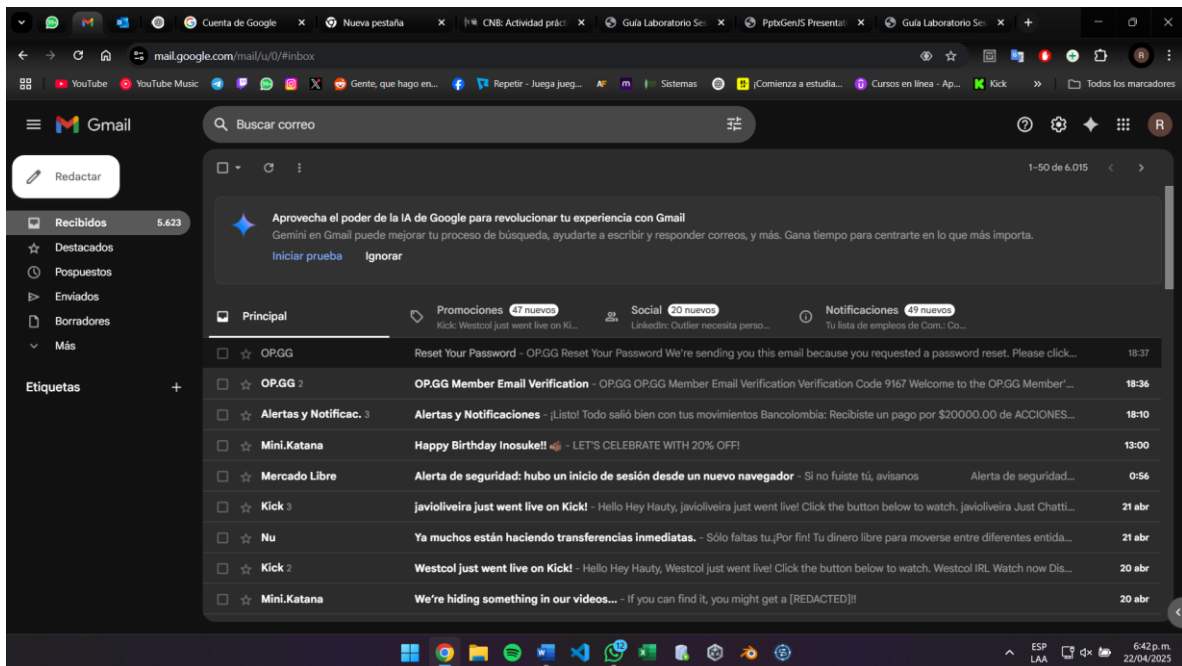 Cuenta de Google
Nueva pestaña
CNB: Actividad práct
Guía Laboratorio Ses
PptxGenJS Presentat
Guía Laboratorio Ses
mail.google.com/mail/u/0/#inbox
YouTube
YouTube Music
Gente, que hago en...
Repetir - Juega jueg...
AF
m
Sistemas
¡Comienza a estudia...
Cursos en línea - Ap...
Kick
»
Todos los marcadores
Gmail
Buscar correo
R
Redactar
1–50 de 6.015
Recibidos 5.623
Destacados
Pospuestos
Enviados
Borradores
Más
Etiquetas
Aprovecha el poder de la IA de Google para revolucionar tu experiencia con Gmail
Gemini en Gmail puede mejorar tu proceso de búsqueda, ayudarte a escribir y responder correos, y más. Gana tiempo para centrarte en lo que más importa.
Iniciar prueba Ignorar
Principal
Promociones 47 nuevos
Kick: Westcol just went live on Ki...
Social 20 nuevos
LinkedIn: Outlier necesita perso...
Notificaciones 49 nuevos
Tu lista de empleos de Com.: Co...
OP.GG Reset Your Password - OP.GG Reset Your Password We're sending you this email because you requested a password reset. Please click... 18:37
OP.GG 2 OP.GG Member Email Verification - OP.GG OP.GG Member Email Verification Verification Code 9167 Welcome to the OP.GG Member'... 18:36
Alertas y Notificac. 3 Alertas y Notificaciones - ¡Listo! Todo salió bien con tus movimientos Bancolombia: Recibiste un pago por $20000.00 de ACCIONES... 18:10
Mini.Katana Happy Birthday Inosuke!! 🐗 - LET'S CELEBRATE WITH 20% OFF! 13:00
Mercado Libre Alerta de seguridad: hubo un inicio de sesión desde un nuevo navegador - Si no fuiste tú, avísanos Alerta de seguridad... 0:56
Kick 3 javioliveira just went live on Kick! - Hello Hey Hauty, javioliveira just went live! Click the button below to watch. javioliveira Just Chatti... 21 abr
Nu Ya muchos están haciendo transferencias inmediatas. - Sólo faltas tu.¡Por fin! Tu dinero libre para moverse entre diferentes entida... 21 abr
Kick 2 Westcol just went live on Kick! - Hello Hey Hauty, Westcol just went live! Click the button below to watch. Westcol IRL Watch now Dis... 20 abr
Mini.Katana We're hiding something in our videos... - If you can find it, you might get a [REDACTED]!! 20 abr
12
ESP
LAA
6:42 p. m.
22/04/2025